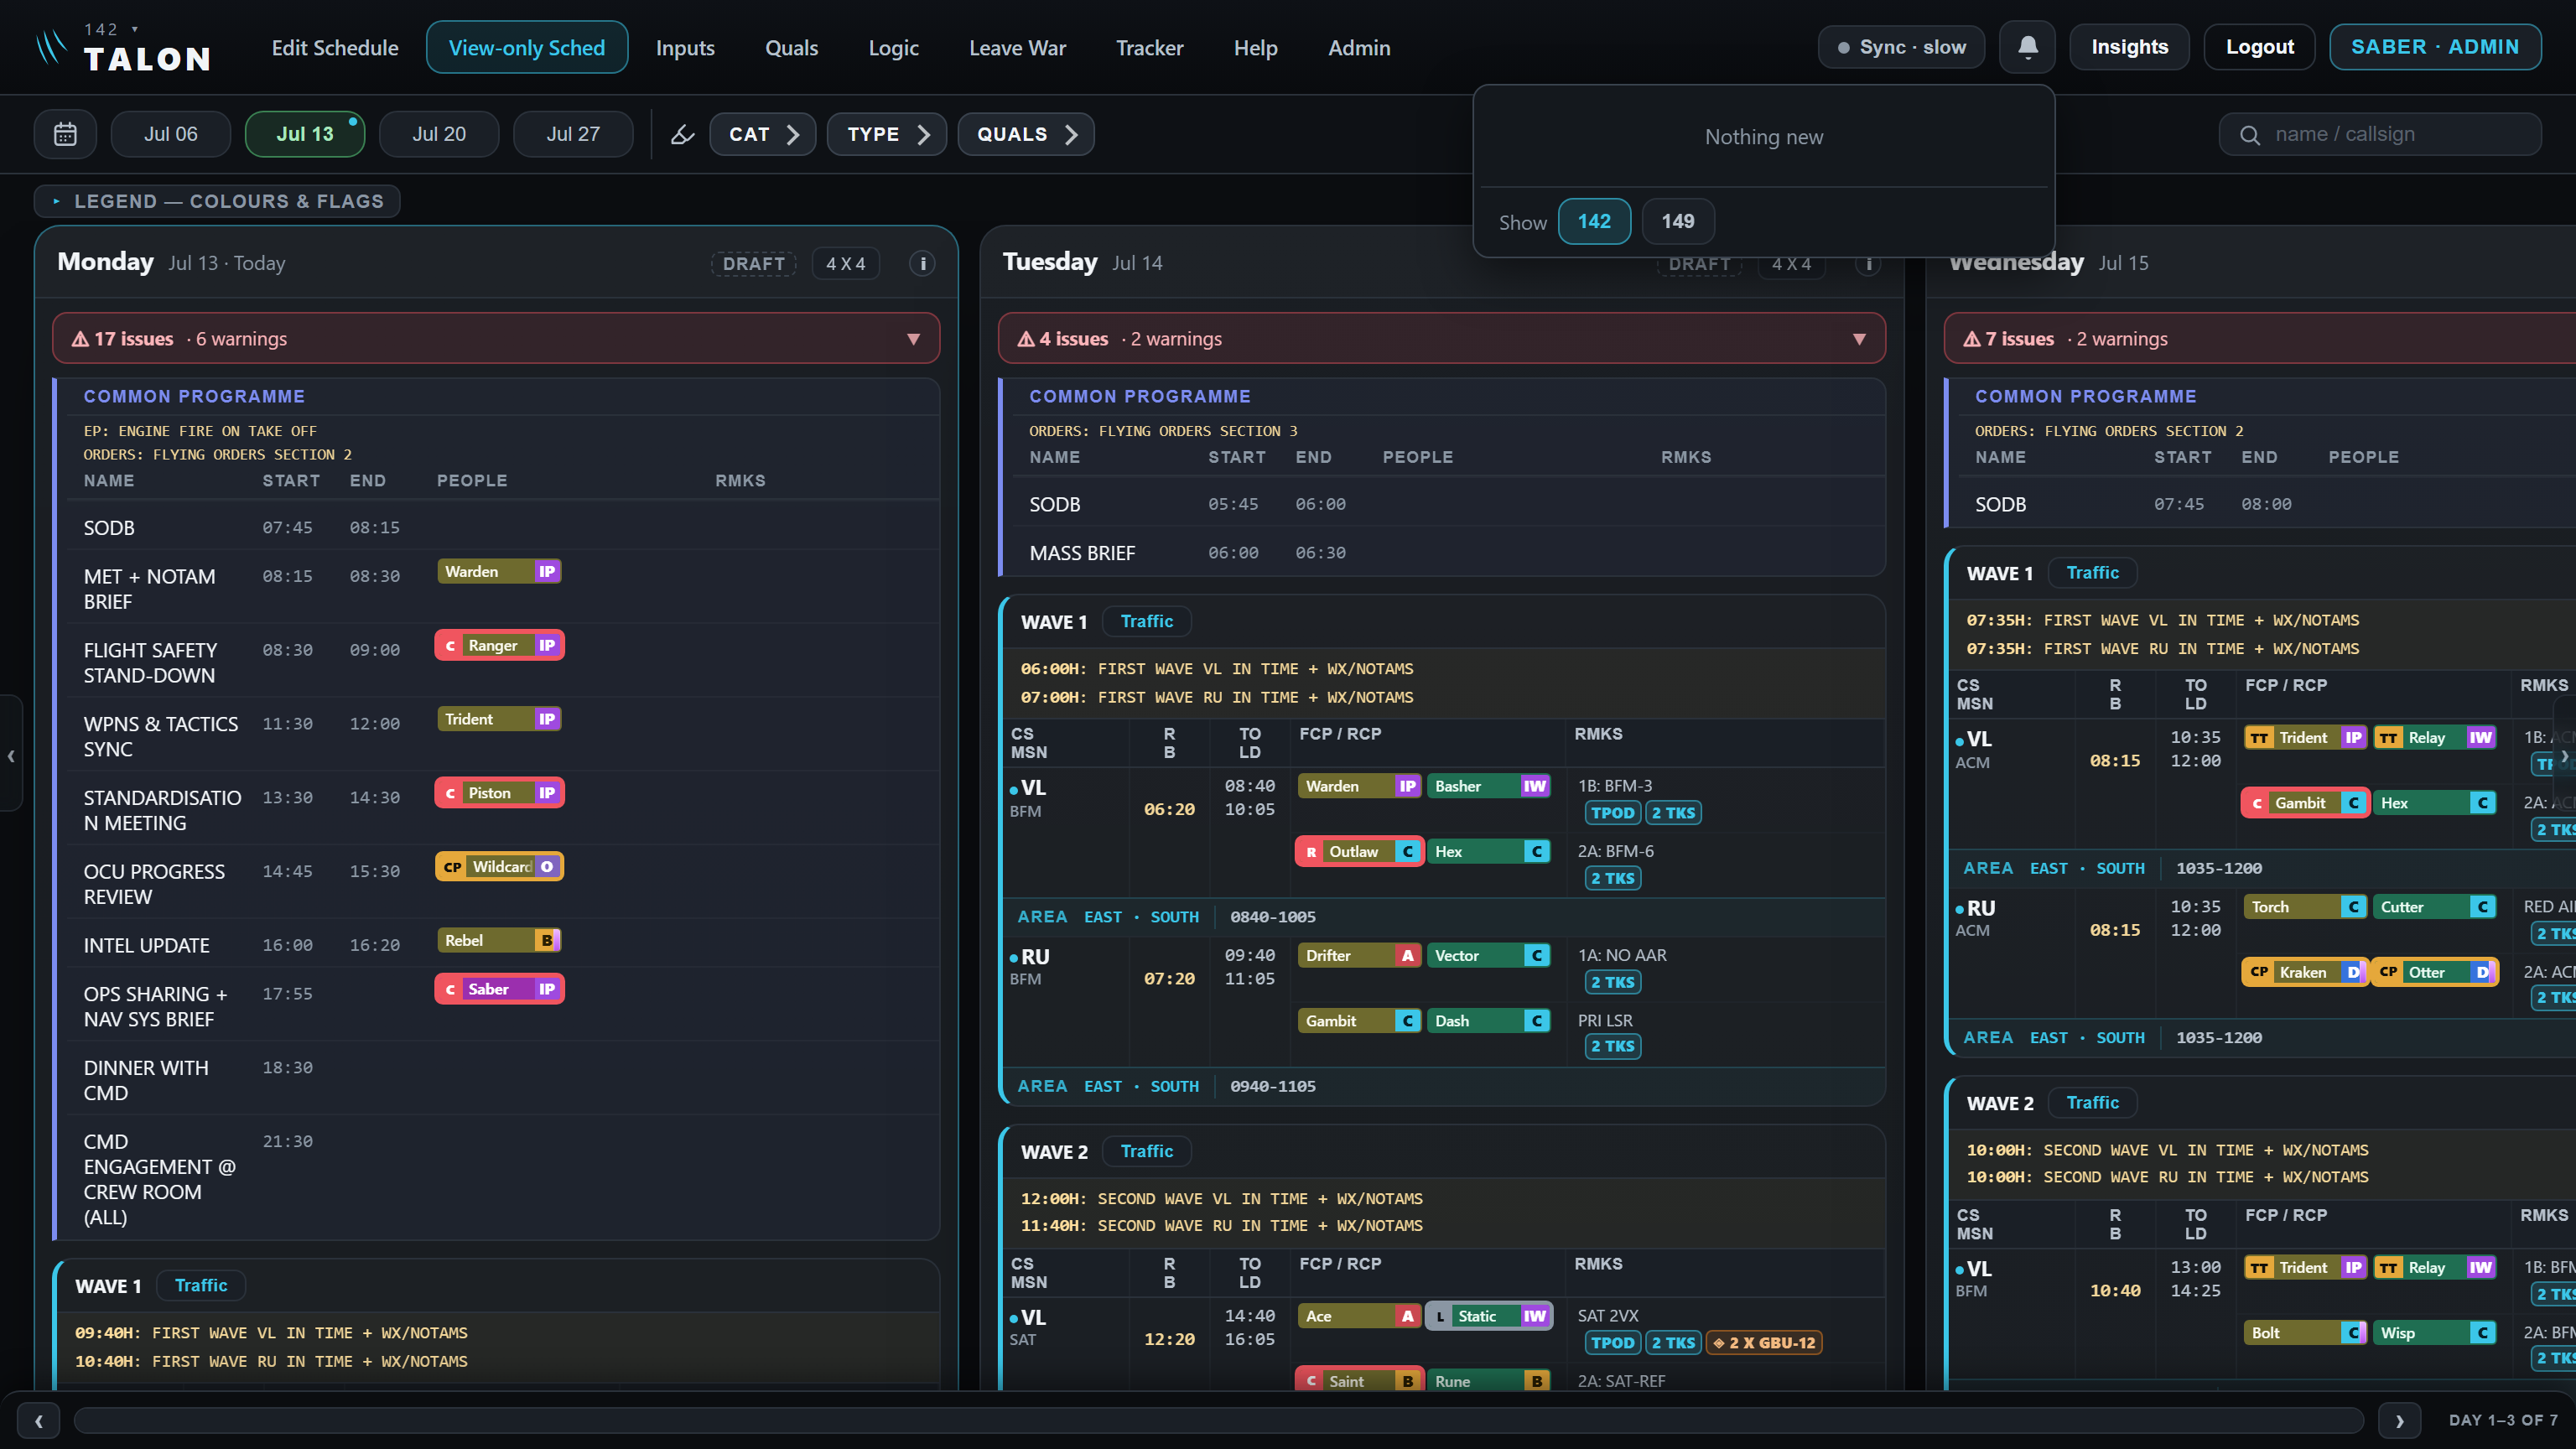 142 ▾
TALON
Edit Schedule
View-only Sched
Inputs
Quals
Logic
Leave War
Tracker
Help
Admin
Sync · slow
Insights
Logout
SABER · ADMIN
Jul 06
Jul 13
Jul 20
Jul 27
CAT
TYPE
QUALS
name / callsign
Nothing new
Show 142 149
LEGEND — COLOURS & FLAGS
Monday Jul 13 · Today DRAFT 4 X 4 i
17 issues · 6 warnings
COMMON PROGRAMME
EP: ENGINE FIRE ON TAKE OFF
ORDERS: FLYING ORDERS SECTION 2
NAME START END PEOPLE RMKS
SODB 07:45 08:15
MET + NOTAM 08:15 08:30 Warden IP
BRIEF
FLIGHT SAFETY 08:30 09:00 C Ranger IP
STAND-DOWN
WPNS & TACTICS 11:30 12:00 Trident IP
SYNC
STANDARDISATIO 13:30 14:30 C Piston IP
N MEETING
OCU PROGRESS 14:45 15:30 CP Wildcard O
REVIEW
INTEL UPDATE 16:00 16:20 Rebel B
OPS SHARING + 17:55 C Saber IP
NAV SYS BRIEF
DINNER WITH 18:30
CMD
CMD 21:30
ENGAGEMENT @
CREW ROOM
(ALL)
WAVE 1 Traffic
09:40H: FIRST WAVE VL IN TIME + WX/NOTAMS
10:40H: FIRST WAVE RU IN TIME + WX/NOTAMS
Tuesday Jul 14 DRAFT 4 X 4 i
4 issues · 2 warnings
COMMON PROGRAMME
ORDERS: FLYING ORDERS SECTION 3
NAME START END PEOPLE RMKS
SODB 05:45 06:00
MASS BRIEF 06:00 06:30
WAVE 1 Traffic
06:00H: FIRST WAVE VL IN TIME + WX/NOTAMS
07:00H: FIRST WAVE RU IN TIME + WX/NOTAMS
CS R TO FCP / RCP RMKS
MSN B LD
VL 08:40 Warden IP Basher IW 1B: BFM-3
BFM 06:20 10:05 TPOD 2 TKS
R Outlaw C Hex C 2A: BFM-6
2 TKS
AREA EAST · SOUTH 0840-1005
RU 09:40 Drifter A Vector C 1A: NO AAR
BFM 07:20 11:05 2 TKS
Gambit C Dash C PRI LSR
2 TKS
AREA EAST · SOUTH 0940-1105
WAVE 2 Traffic
12:00H: SECOND WAVE VL IN TIME + WX/NOTAMS
11:40H: SECOND WAVE RU IN TIME + WX/NOTAMS
CS R TO FCP / RCP RMKS
MSN B LD
VL 14:40 Ace A L Static IW SAT 2VX
SAT 12:20 16:05 TPOD 2 TKS ◈ 2 X GBU-12
C Saint B Rune B 2A: SAT-REF
Wednesday Jul 15
7 issues · 2 warnings
COMMON PROGRAMME
ORDERS: FLYING ORDERS SECTION 2
NAME START END PEOPLE
SODB 07:45 08:00
WAVE 1 Traffic
07:35H: FIRST WAVE VL IN TIME + WX/NOTAMS
07:35H: FIRST WAVE RU IN TIME + WX/NOTAMS
CS R TO FCP / RCP RMKS
MSN B LD
VL 10:35 TT Trident IP TT Relay IW 1B:
ACM 08:15 12:00
C Gambit C Hex C 2A:
2 TKS
AREA EAST · SOUTH 1035-1200
RU 10:35 Torch C Cutter C RED
ACM 08:15 12:00 2 TKS
CP Kraken D CP Otter D 2A:
2 TKS
AREA EAST · SOUTH 1035-1200
WAVE 2 Traffic
10:00H: SECOND WAVE VL IN TIME + WX/NOTAMS
10:00H: SECOND WAVE RU IN TIME + WX/NOTAMS
CS R TO FCP / RCP RMKS
MSN B LD
VL 13:00 TT Trident IP TT Relay IW 1B:
BFM 10:40 14:25 2 TKS
Bolt C Wisp C 2A:
2 TKS
DAY 1–3 OF 7